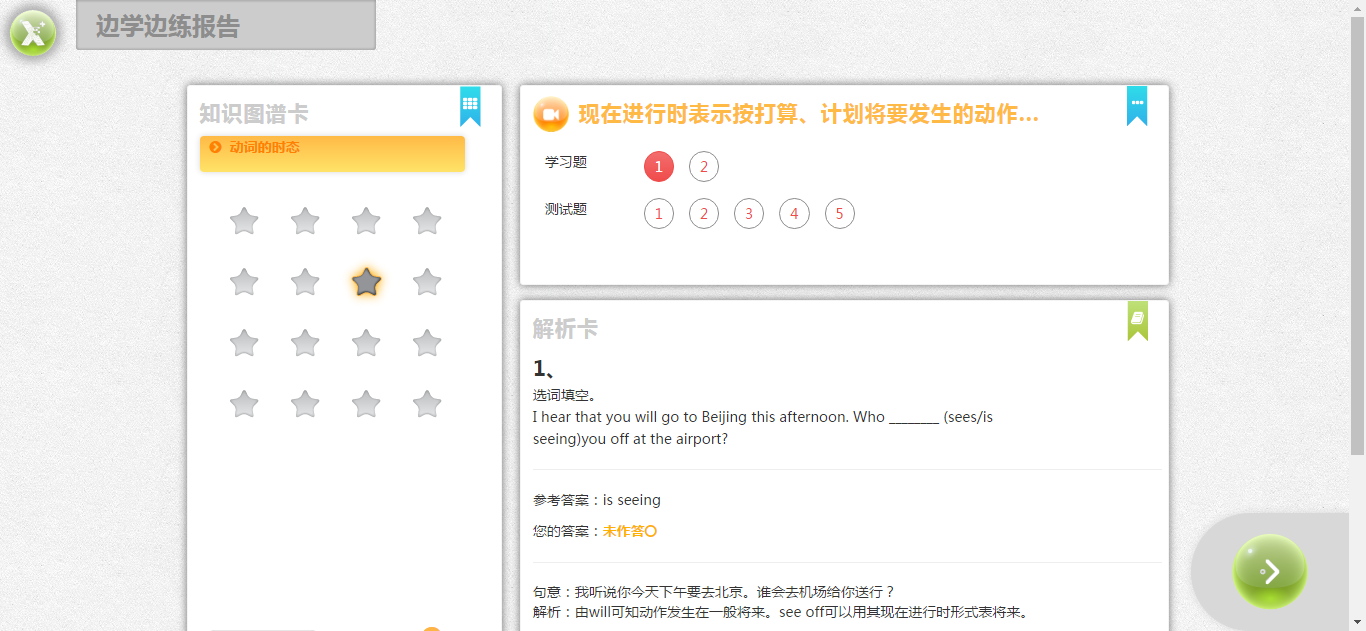 边学边练报告
知识图谱卡
动词的时态
现在进行时表示按打算、计划将要发生的动作...
学习题 1 2
测试题 1 2 3 4 5
解析卡
1、
选词填空。
I hear that you will go to Beijing this afternoon. Who _______ (sees/is
seeing)you off at the airport?
参考答案：is seeing
您的答案：未作答
句意：我听说你今天下午要去北京。谁会去机场给你送行？
解析：由will可知动作发生在一般将来。see off可以用其现在进行时形式表将来。